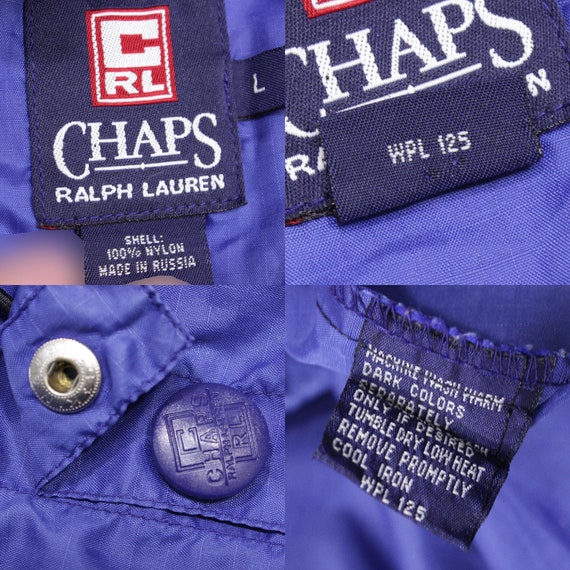 C
RL
CHAPS
RALPH LAUREN
L
SHELL:
100% NYLON
MADE IN RUSSIA
CHAPS
RA
N
WPL 125
C
CHAPS
RALPH
RL
MACHINE WASH WARM
DARK COLORS
SEPARATELY
ONLY IF DESIRED"
TUMBLE DRY LOW HEAT
REMOVE PROMPTLY
COOL IRON
WPL 125